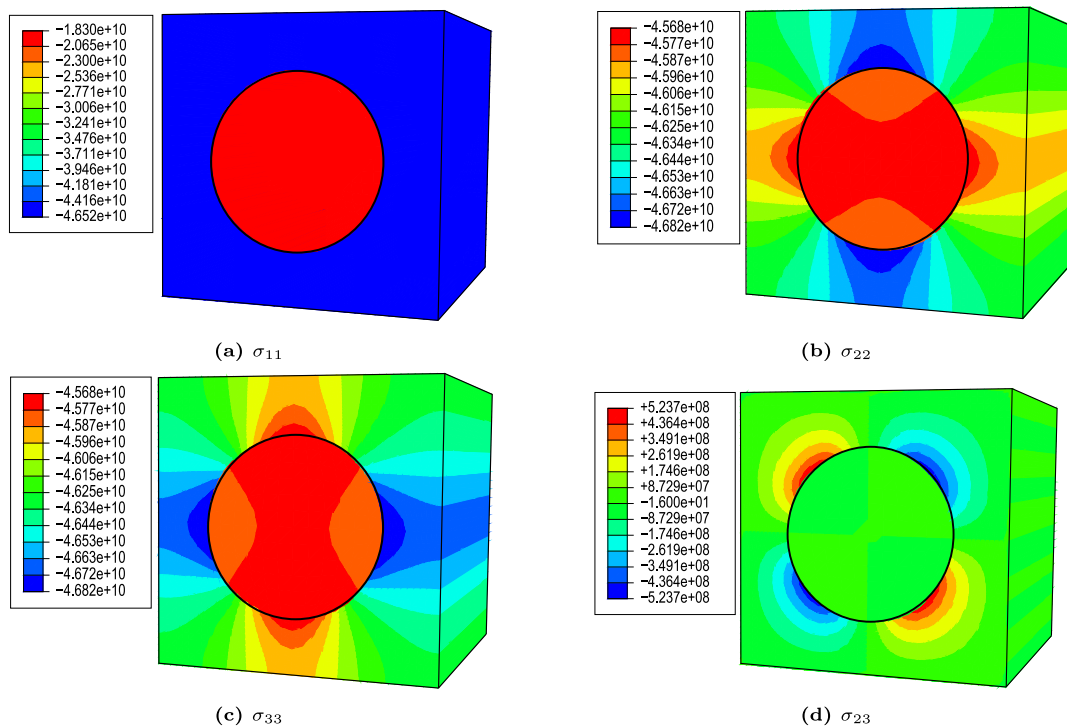 −1.830e+10
−2.065e+10
−2.300e+10
−2.536e+10
−2.771e+10
−3.006e+10
−3.241e+10
−3.476e+10
−3.711e+10
−3.946e+10
−4.181e+10
−4.416e+10
−4.652e+10
(a) σ11
−4.568e+10
−4.577e+10
−4.587e+10
−4.596e+10
−4.606e+10
−4.615e+10
−4.625e+10
−4.634e+10
−4.644e+10
−4.653e+10
−4.663e+10
−4.672e+10
−4.682e+10
(b) σ22
−4.568e+10
−4.577e+10
−4.587e+10
−4.596e+10
−4.606e+10
−4.615e+10
−4.625e+10
−4.634e+10
−4.644e+10
−4.653e+10
−4.663e+10
−4.672e+10
−4.682e+10
(c) σ33
+5.237e+08
+4.364e+08
+3.491e+08
+2.619e+08
+1.746e+08
+8.729e+07
−1.600e+01
−8.729e+07
−1.746e+08
−2.619e+08
−3.491e+08
−4.364e+08
−5.237e+08
(d) σ23